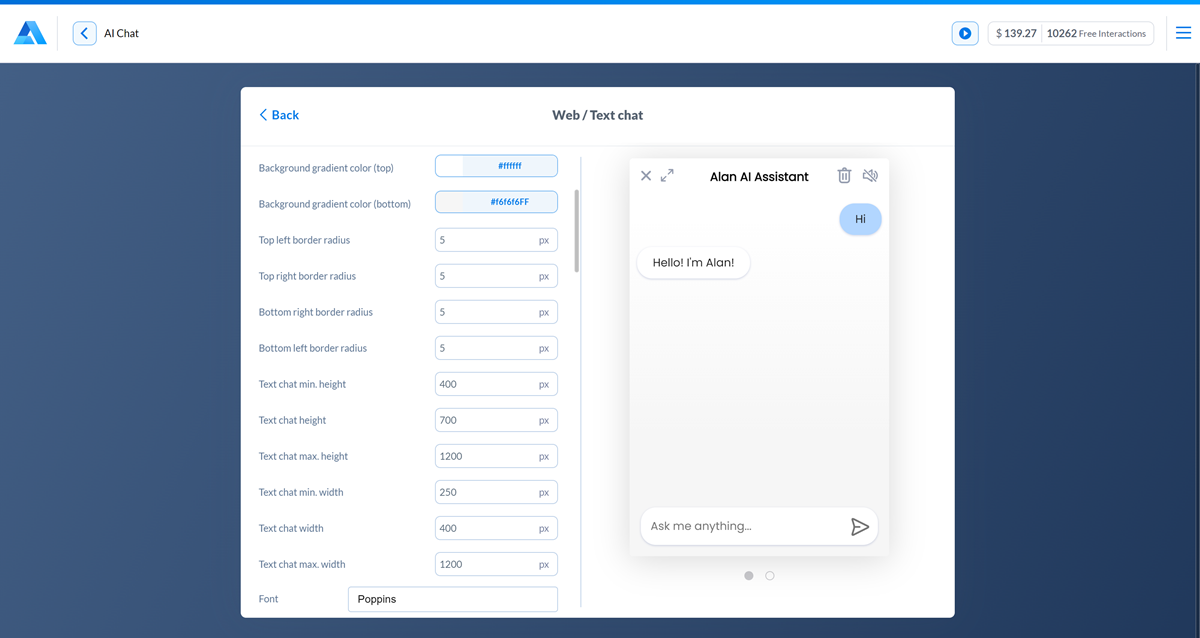 AI Chat
$ 139.27 10262 Free Interactions
Back
Web / Text chat
Background gradient color (top) #ffffff
Background gradient color (bottom) #f6f6f6FF
Top left border radius 5 px
Top right border radius 5 px
Bottom right border radius 5 px
Bottom left border radius 5 px
Text chat min. height 400 px
Text chat height 700 px
Text chat max. height 1200 px
Text chat min. width 250 px
Text chat width 400 px
Text chat max. width 1200 px
Font Poppins
Alan AI Assistant
Hi
Hello! I'm Alan!
Ask me anything...